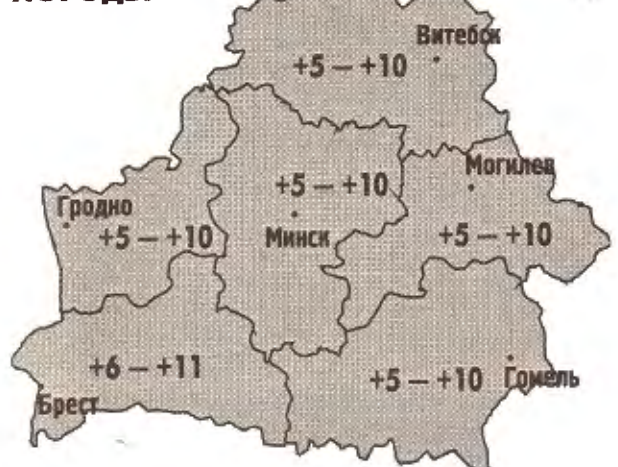 Витебск
+5 – +10
+5 – +10
Могилев
Гродно
+5 – +10
Минск
+5 – +10
+6 – +11
+5 – +10
Гомель
Брест